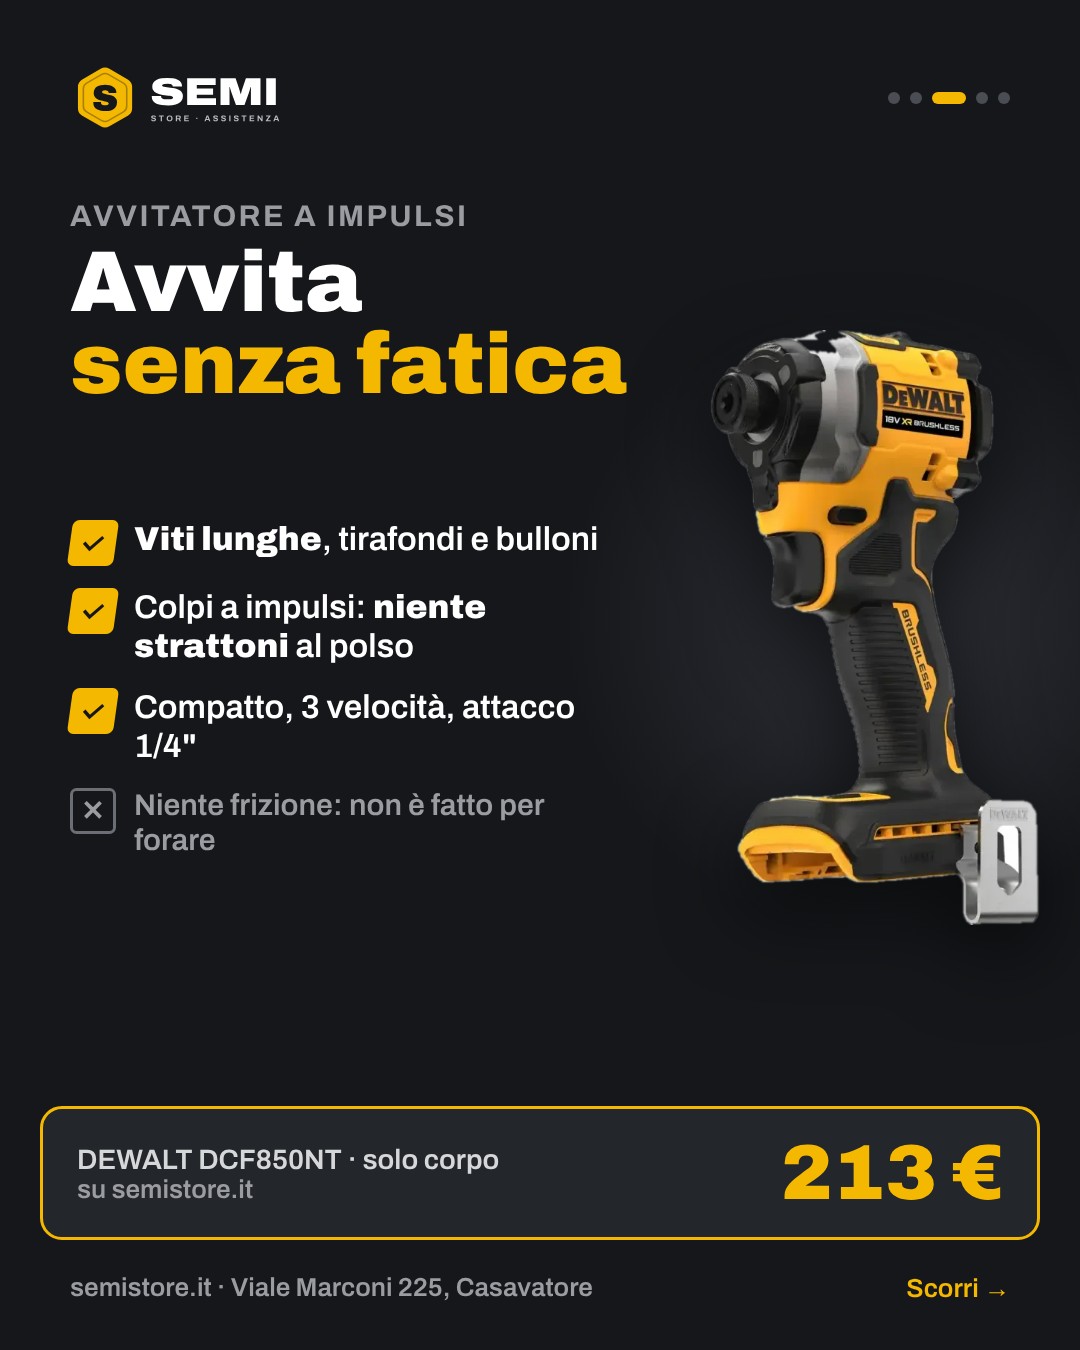 S
SEMI
STORE · ASSISTENZA
AVVITATORE A IMPULSI
Avvita
senza fatica
DEWALT
18V XR BRUSHLESS
BRUSHLESS
DEWALT
Viti lunghe, tirafondi e bulloni
Colpi a impulsi: niente
strattoni al polso
Compatto, 3 velocità, attacco
1/4"
Niente frizione: non è fatto per
forare
DEWALT DCF850NT · solo corpo
su semistore.it
213 €
semistore.it · Viale Marconi 225, Casavatore
Scorri →